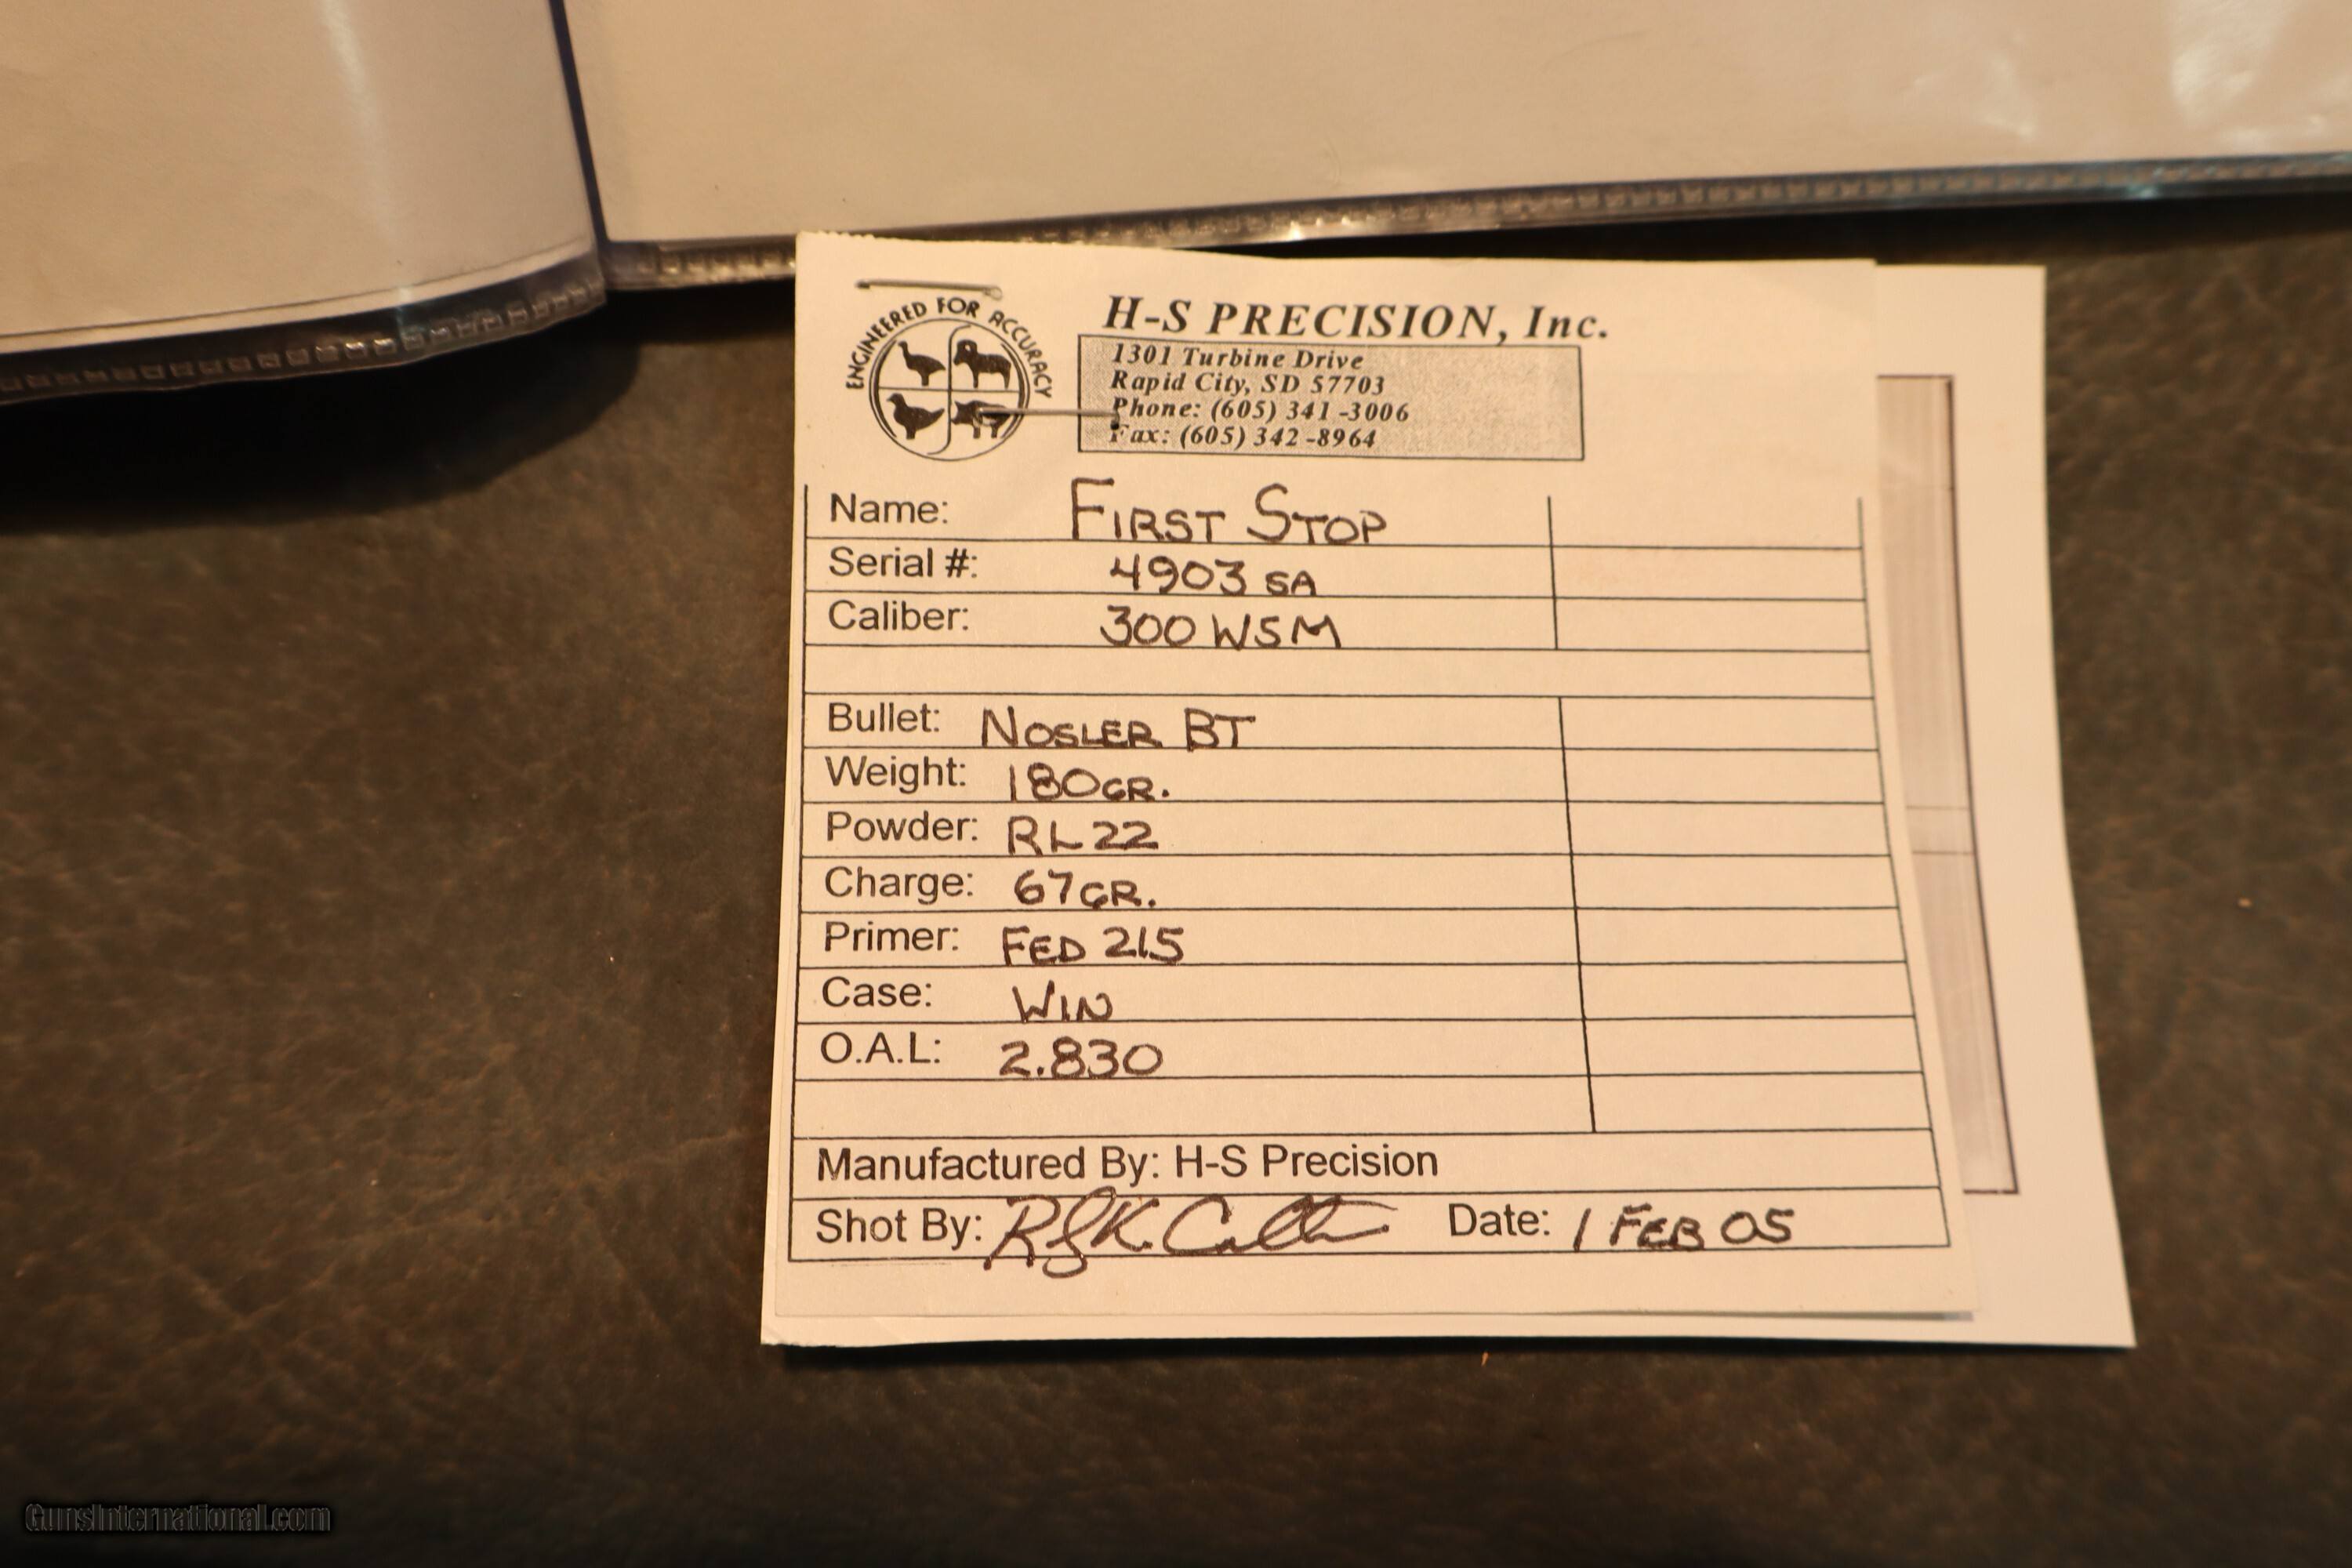 ENGINEERED FOR ACCURACY
H-S PRECISION, Inc.
1301 Turbine Drive
Rapid City, SD 57703
Phone: (605) 341-3006
Fax: (605) 342-8964
Name: FIRST STOP
Serial #: 4903 SA
Caliber: 300 WSM
Bullet: NOSLER BT
Weight: 180GR.
Powder: RL22
Charge: 67GR.
Primer: FED 215
Case: WIN
O.A.L: 2.830
Manufactured By: H-S Precision
Shot By: Date: 1 FEB 05
GunsInternational.com